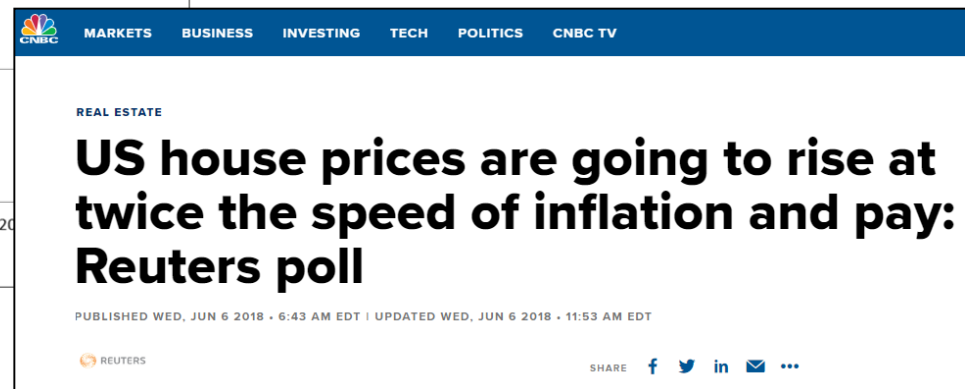 CNBC MARKETS BUSINESS INVESTING TECH POLITICS CNBC TV
REAL ESTATE
US house prices are going to rise at
twice the speed of inflation and pay:
Reuters poll
20
PUBLISHED WED, JUN 6 2018 • 6:43 AM EDT | UPDATED WED, JUN 6 2018 • 11:53 AM EDT
REUTERS
SHARE